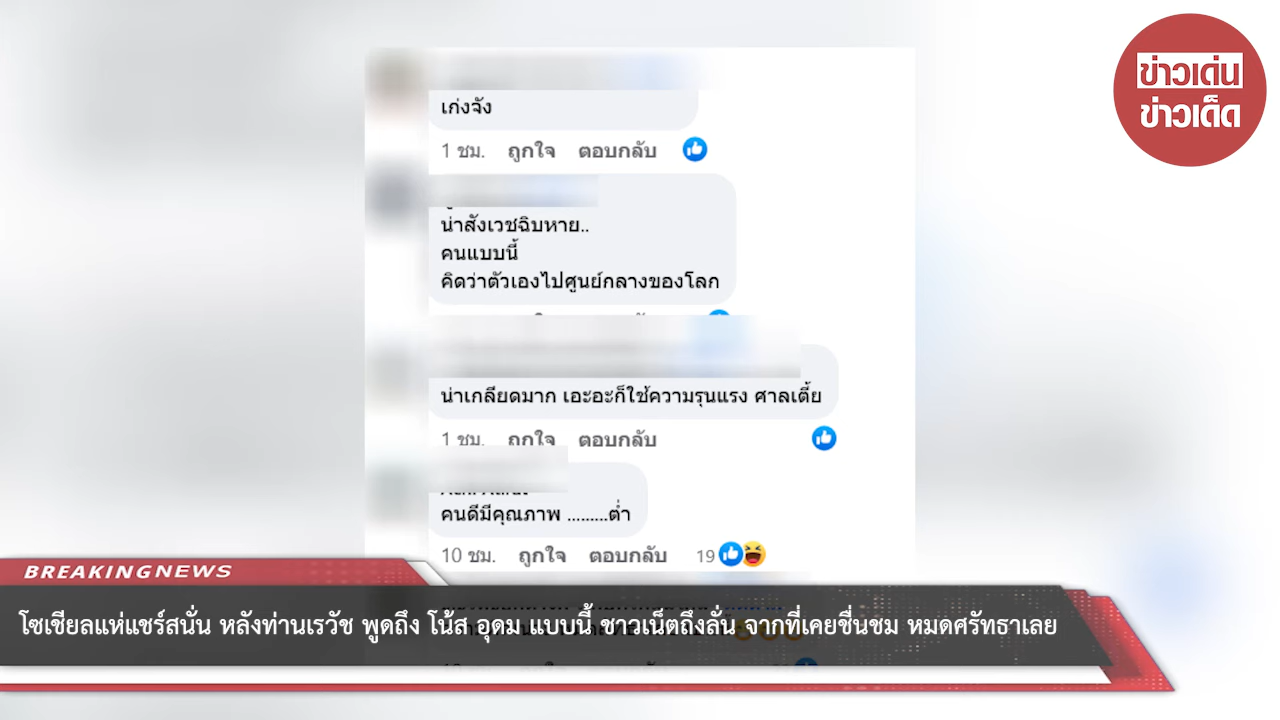 ข่าวเด่น
ข่าวเด็ด
เก่งจัง
1 ชม. ถูกใจ ตอบกลับ
น่าสังเวชฉิบหาย..
คนแบบนี้
คิดว่าตัวเองไปศูนย์กลางของโลก
น่าเกลียดมาก เอะอะก็ใช้ความรุนแรง ศาลเตี้ย
1 ชม. ถูกใจ ตอบกลับ
คนดีมีคุณภาพ .........ต่ำ
10 ชม. ถูกใจ ตอบกลับ 19
BREAKING NEWS
โซเชียลแห่แชร์สนั่น หลังท่านเรวัช พูดถึง โน้ส อุดม แบบนี้ ชาวเน็ตถึงลั่น จากที่เคยชื่นชม หมดศรัทธาเลย